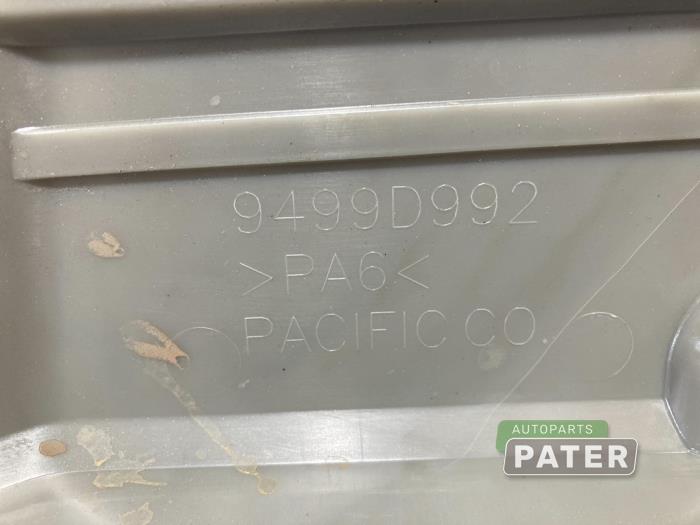 9499D992
>PA6<
PACIFIC CO.
AUTOPARTS
PATER